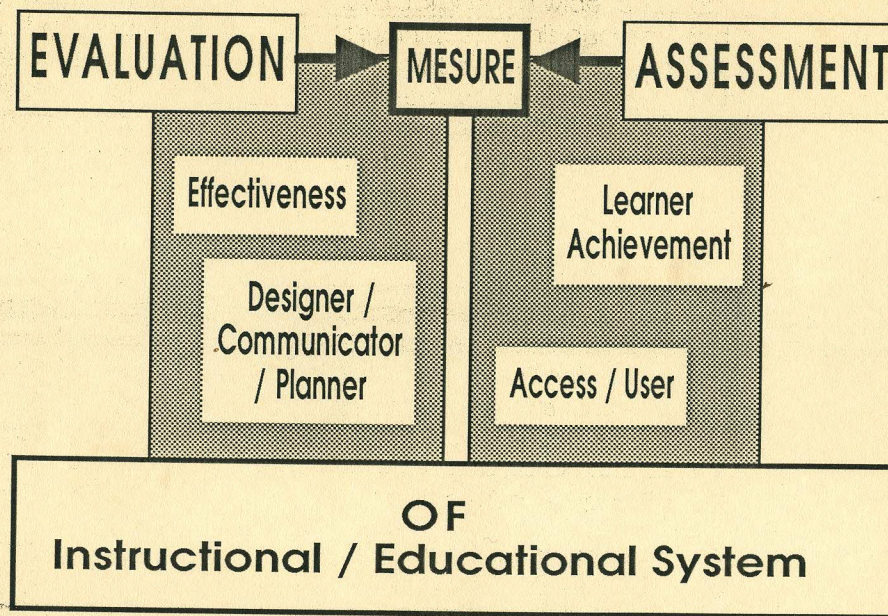 EVALUATION
MESURE
ASSESSMENT
Effectiveness
Designer /
Communicator
/ Planner
Learner
Achievement
Access / User
OF
Instructional / Educational System